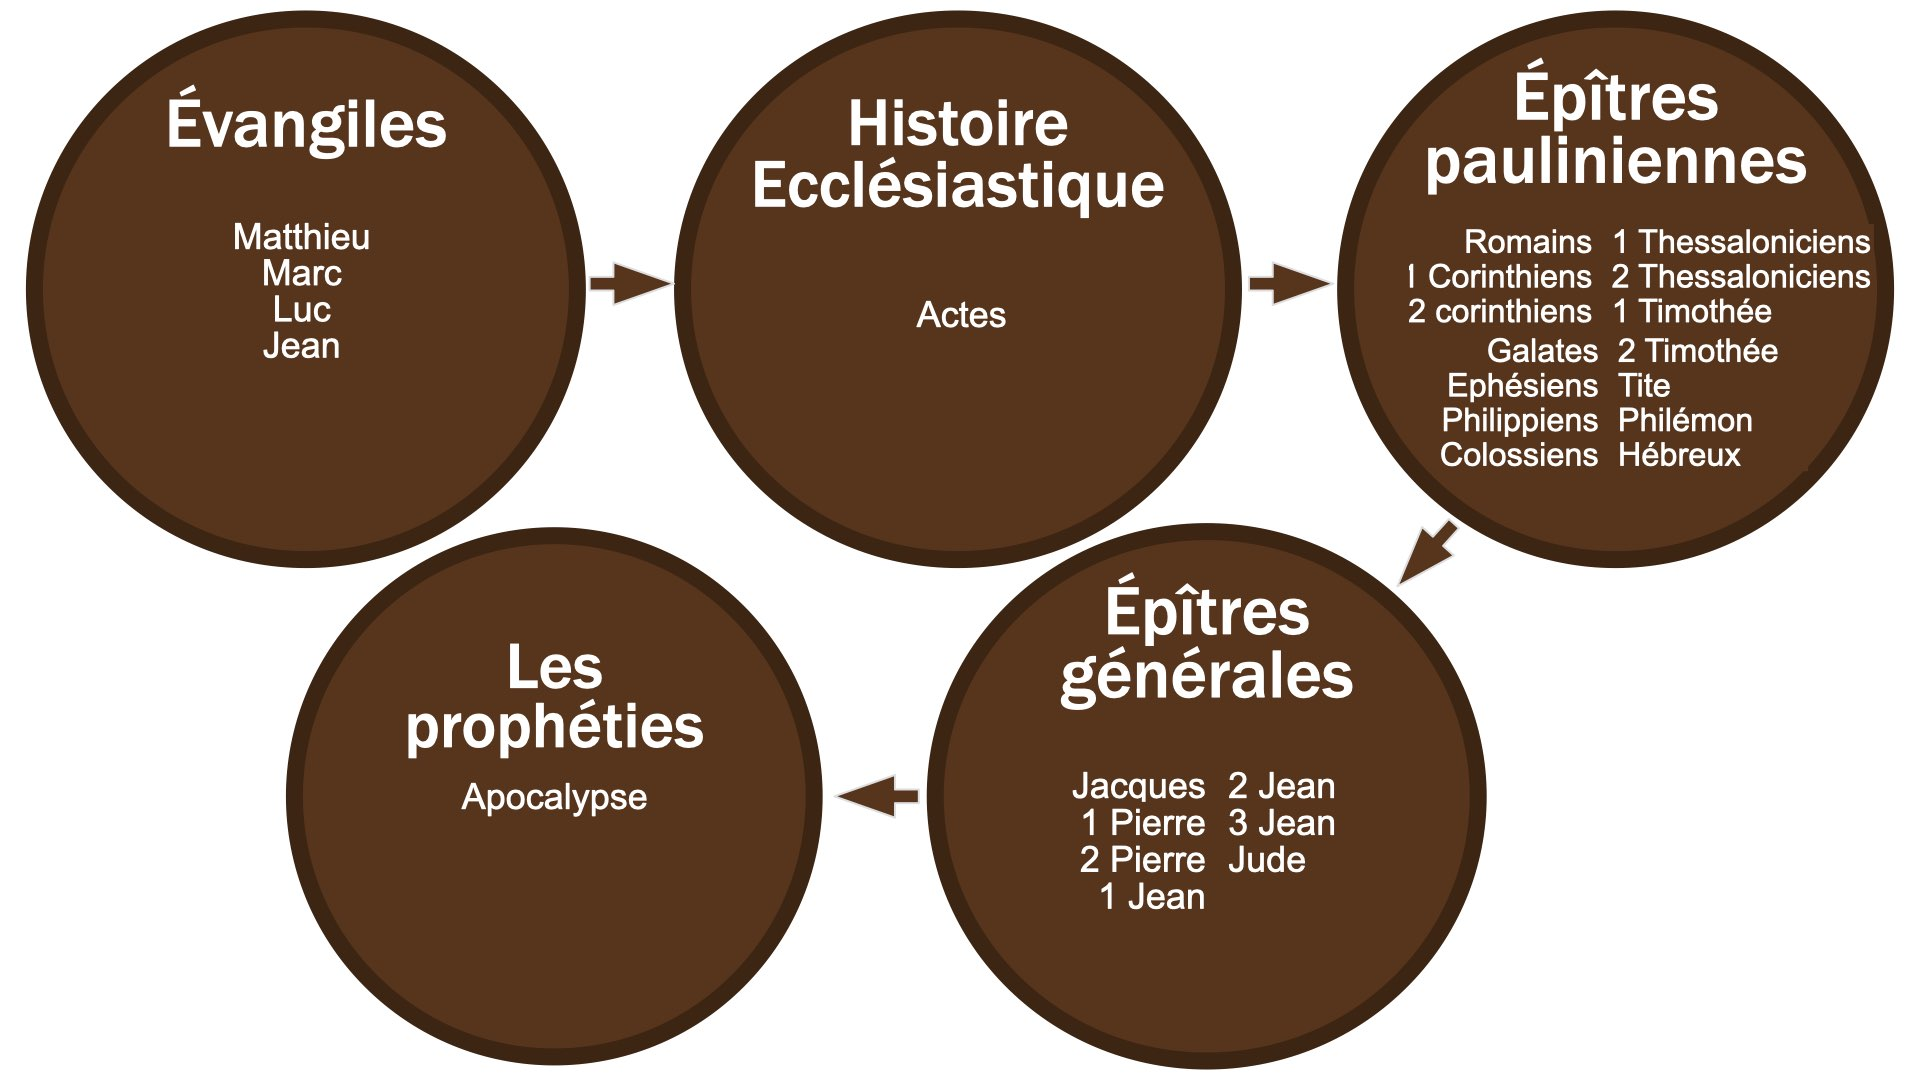 Évangiles
Matthieu
Marc
Luc
Jean
Histoire
Ecclésiastique
Actes
Épîtres
pauliniennes
Romains 1 Thessaloniciens
1 Corinthiens 2 Thessaloniciens
2 corinthiens 1 Timothée
Galates 2 Timothée
Ephésiens Tite
Philippiens Philémon
Colossiens Hébreux
Épîtres
générales
Jacques 2 Jean
1 Pierre 3 Jean
2 Pierre Jude
1 Jean
Les
prophéties
Apocalypse